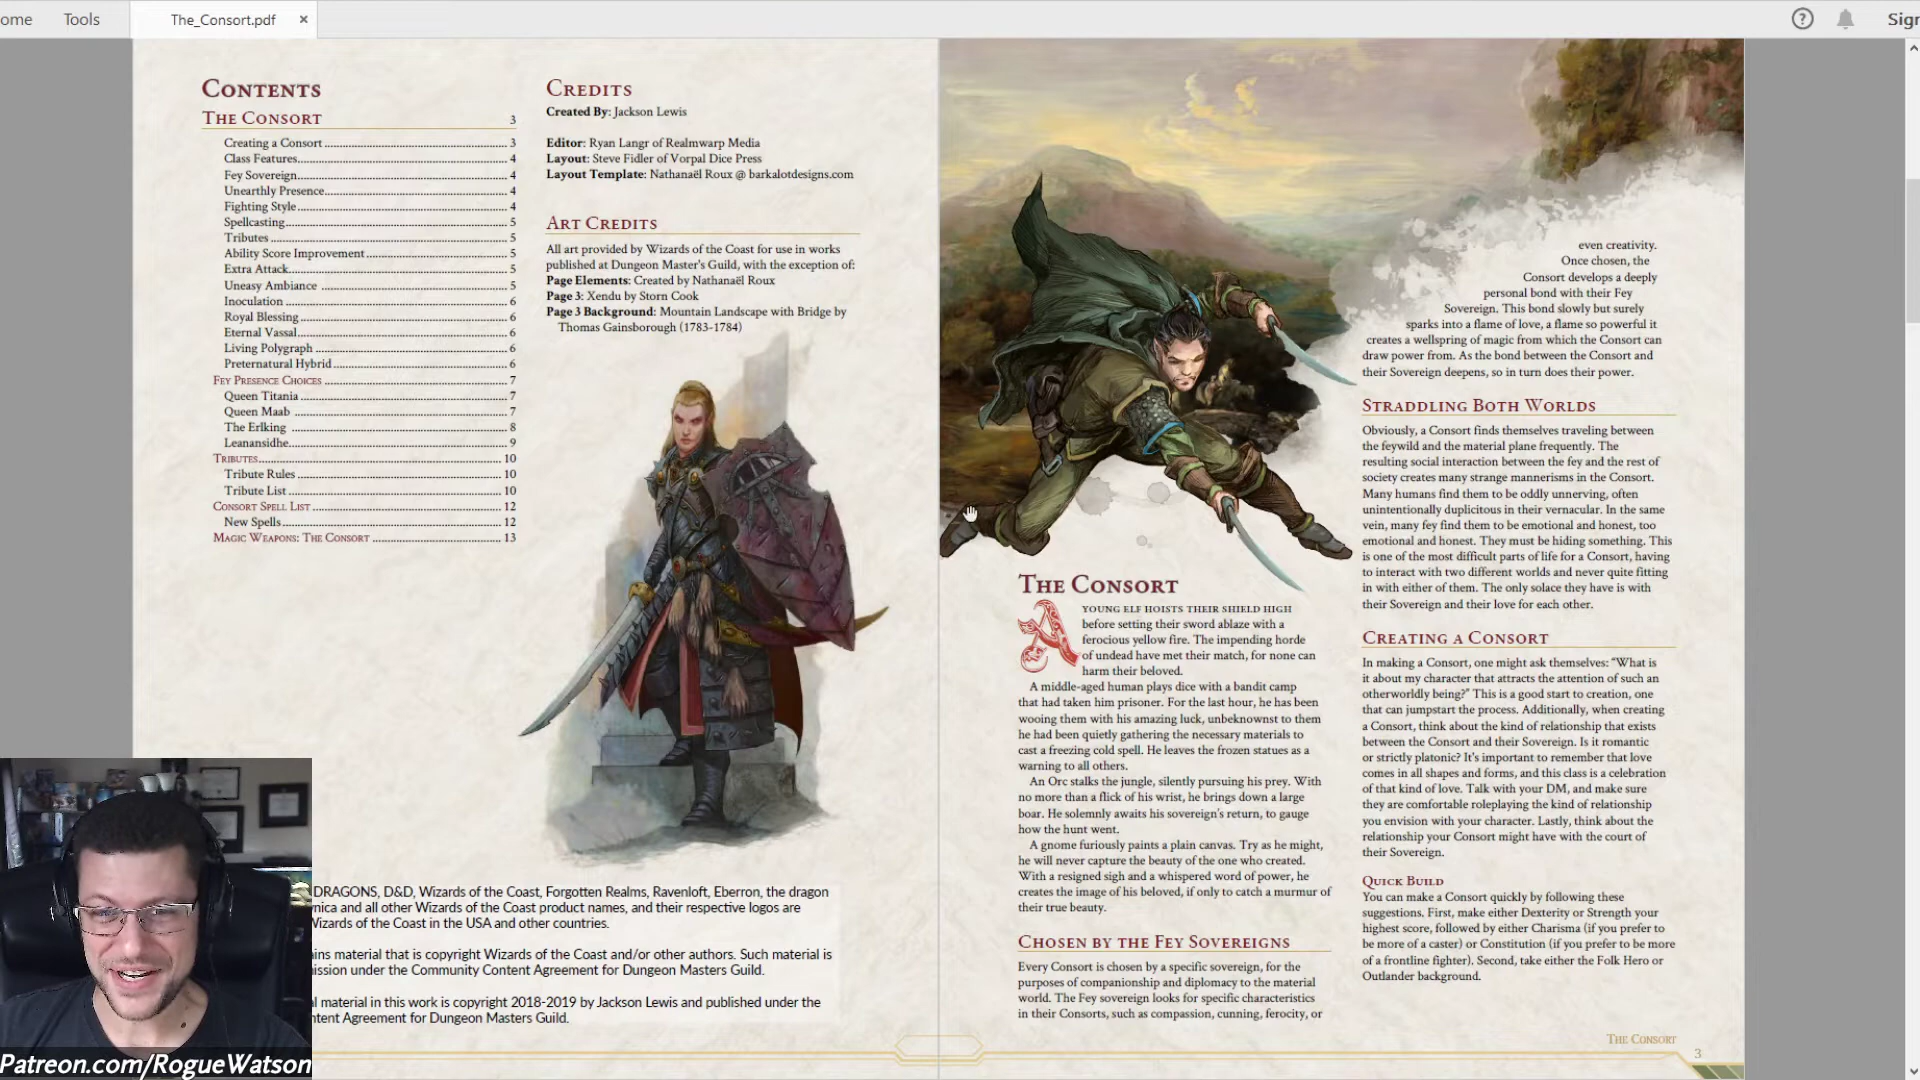 ome
Tools
The_Consort.pdf
×
?
Sign
Contents
The Consort 3
Creating a Consort 3
Class Features 4
Fey Sovereign 4
Unearthly Presence 4
Fighting Style 4
Spellcasting 5
Tributes 5
Ability Score Improvement 5
Extra Attack 5
Uneasy Ambiance 5
Inoculation 6
Royal Blessing 6
Eternal Vassal 6
Living Polygraph 6
Preternatural Hybrid 6
Fey Presence Choices 7
Queen Titania 7
Queen Maab 7
The Erlking 8
Leanansidhe 9
Tributes 10
Tribute Rules 10
Tribute List 10
Consort Spell List 12
New Spells 12
Magic Weapons: The Consort 13
Credits
Created By: Jackson Lewis
Editor: Ryan Langr of Realmwarp Media
Layout: Steve Fidler of Vorpal Dice Press
Layout Template: Nathanaël Roux @ barkalotdesigns.com
Art Credits
All art provided by Wizards of the Coast for use in works
published at Dungeon Master's Guild, with the exception of:
Page Elements: Created by Nathanaël Roux
Page 3: Xendu by Storn Cook
Page 3 Background: Mountain Landscape with Bridge by
Thomas Gainsborough (1783-1784)
DRAGONS, D&D, Wizards of the Coast, Forgotten Realms, Ravenloft, Eberron, the dragon
nica and all other Wizards of the Coast product names, and their respective logos are
Wizards of the Coast in the USA and other countries.
ains material that is copyright Wizards of the Coast and/or other authors. Such material is
ission under the Community Content Agreement for Dungeon Masters Guild.
al material in this work is copyright 2018-2019 by Jackson Lewis and published under the
ntent Agreement for Dungeon Masters Guild.
Patreon.com/RogueWatson
The Consort
A young elf hoists their shield high
before setting their sword ablaze with a
ferocious yellow fire. The impending horde
of undead have met their match, for none can
harm their beloved.
A middle-aged human plays dice with a bandit camp
that had taken him prisoner. For the last hour, he has been
wooing them with his amazing luck, unbeknownst to them
he had been quietly gathering the necessary materials to
cast a freezing cold spell. He leaves the frozen statues as a
warning to all others.
An Orc stalks the jungle, silently pursuing his prey. With
no more than a flick of his wrist, he brings down a large
boar. He solemnly awaits his sovereign's return, to gauge
how the hunt went.
A gnome furiously paints a plain canvas. Try as he might,
he will never capture the beauty of the one who created.
With a resigned sigh and a whispered word of power, he
creates the image of his beloved, if only to catch a murmur of
their true beauty.
Chosen by the Fey Sovereigns
Every Consort is chosen by a specific sovereign, for the
purposes of companionship and diplomacy to the material
world. The Fey sovereign looks for specific characteristics
in their Consorts, such as compassion, cunning, ferocity, or
even creativity.
Once chosen, the
Consort develops a deeply
personal bond with their Fey
Sovereign. This bond slowly but surely
sparks into a flame of love, a flame so powerful it
creates a wellspring of magic from which the Consort can
draw power from. As the bond between the Consort and
their Sovereign deepens, so in turn does their power.
Straddling Both Worlds
Obviously, a Consort finds themselves traveling between
the feywild and the material plane frequently. The
resulting social interaction between the fey and the rest of
society creates many strange mannerisms in the Consort.
Many humans find them to be oddly unnerving, often
unintentionally duplicitous in their vernacular. In the same
vein, many fey find them to be emotional and honest, too
emotional and honest. They must be hiding something. This
is one of the most difficult parts of life for a Consort, having
to interact with two different worlds and never quite fitting
in with either of them. The only solace they have is with
their Sovereign and their love for each other.
Creating a Consort
In making a Consort, one might ask themselves: "What is
it about my character that attracts the attention of such an
otherworldly being?" This is a good start to creation, one
that can jumpstart the process. Additionally, when creating
a Consort, think about the kind of relationship that exists
between the Consort and their Sovereign. Is it romantic
or strictly platonic? It's important to remember that love
comes in all shapes and forms, and this class is a celebration
of that kind of love. Talk with your DM, and make sure
they are comfortable roleplaying the kind of relationship
you envision with your character. Lastly, think about the
relationship your Consort might have with the court of
their Sovereign.
Quick Build
You can make a Consort quickly by following these
suggestions. First, make either Dexterity or Strength your
highest score, followed by either Charisma (if you prefer to
be more of a caster) or Constitution (if you prefer to be more
of a frontline fighter). Second, take either the Folk Hero or
Outlander background.
The Consort
3